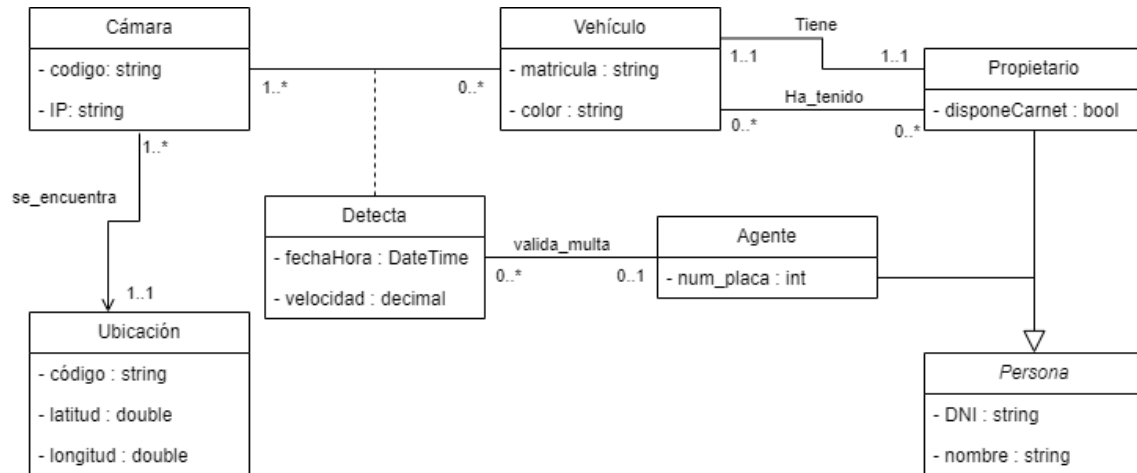 Cámara
- codigo: string
- IP: string
1..*
0..*
Vehículo
- matricula : string
- color : string
Tiene
1..1
1..1
Ha_tenido
0..*
0..*
Propietario
- disponeCarnet : bool
1..*
se_encuentra
1..1
Detecta
- fechaHora : DateTime
- velocidad : decimal
valida_multa
0..*
0..1
Agente
- num_placa : int
Ubicación
- código : string
- latitud : double
- longitud : double
Persona
- DNI : string
- nombre : string